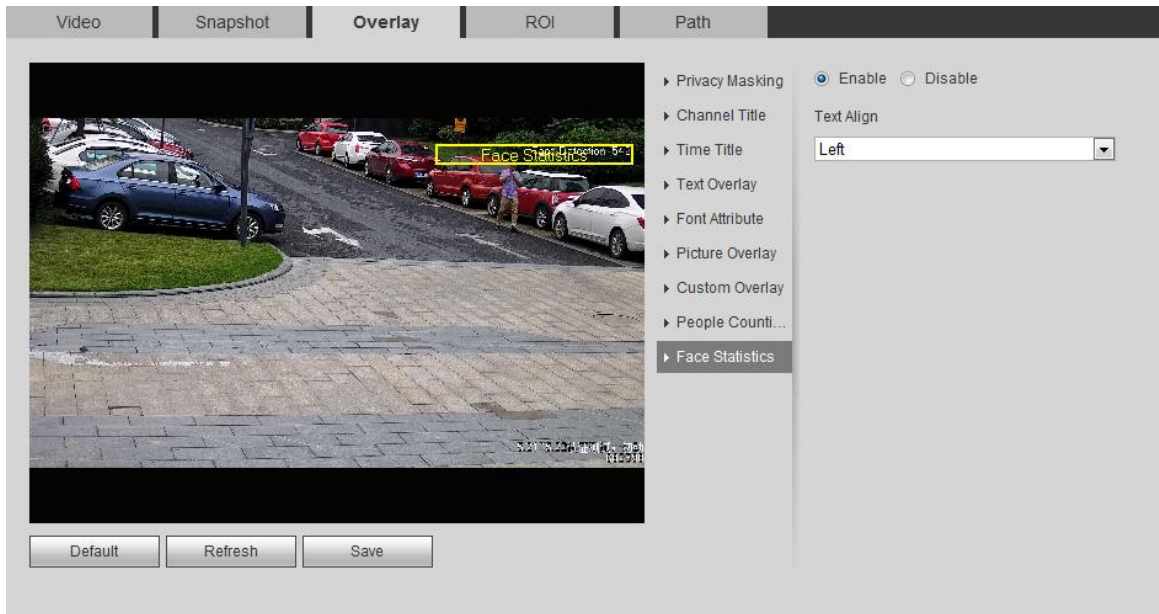 Video
Snapshot
Overlay
ROI
Path
Face Statistics
Privacy Masking
Channel Title
Time Title
Text Overlay
Font Attribute
Picture Overlay
Custom Overlay
People Counti...
Face Statistics
Enable
Disable
Text Align
Left
Default
Refresh
Save